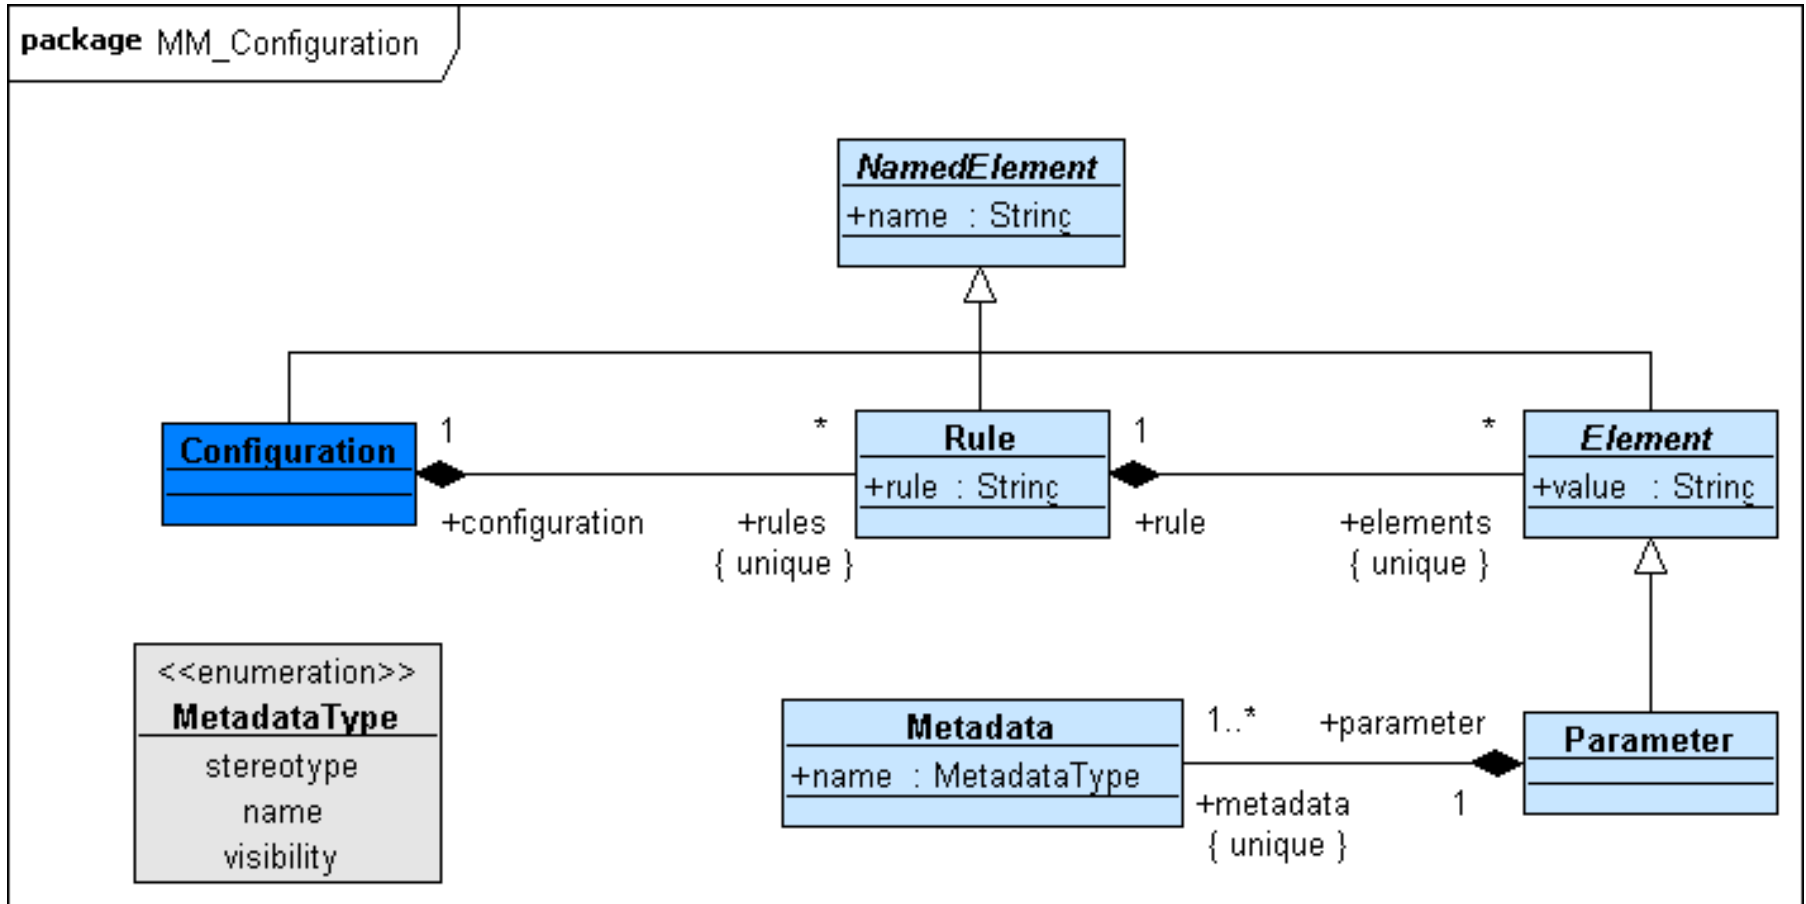 package MM_Configuration
NamedElement
+name : String
Configuration
1
*
Rule
+rule : String
1
*
Element
+value : String
+configuration
+rules
{ unique }
+rule
+elements
{ unique }
<<enumeration>>
MetadataType
stereotype
name
visibility
Metadada
+name : MetadataType
1..*
+parameter
+metadata
{ unique }
1
Parameter